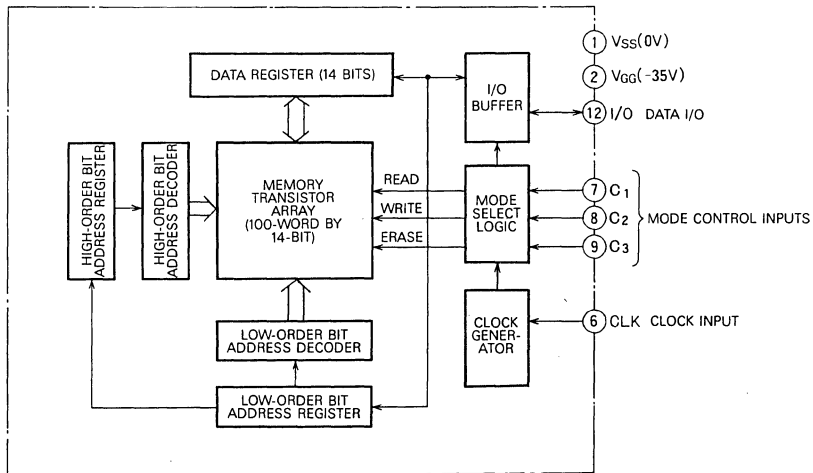 1 VSS(0V)
DATA REGISTER (14 BITS)
I/O
BUFFER
2 VGG(-35V)
12 I/O DATA I/O
HIGH-ORDER BIT
ADDRESS REGISTER
HIGH-ORDER BIT
ADDRESS DECODER
MEMORY
TRANSISTOR
ARRAY
(100-WORD BY
14-BIT)
READ
WRITE
ERASE
MODE
SELECT
LOGIC
7 C1
8 C2
9 C3
MODE CONTROL INPUTS
LOW-ORDER BIT
ADDRESS DECODER
CLOCK
GENER-
ATOR
6 CLK CLOCK INPUT
LOW-ORDER BIT
ADDRESS REGISTER